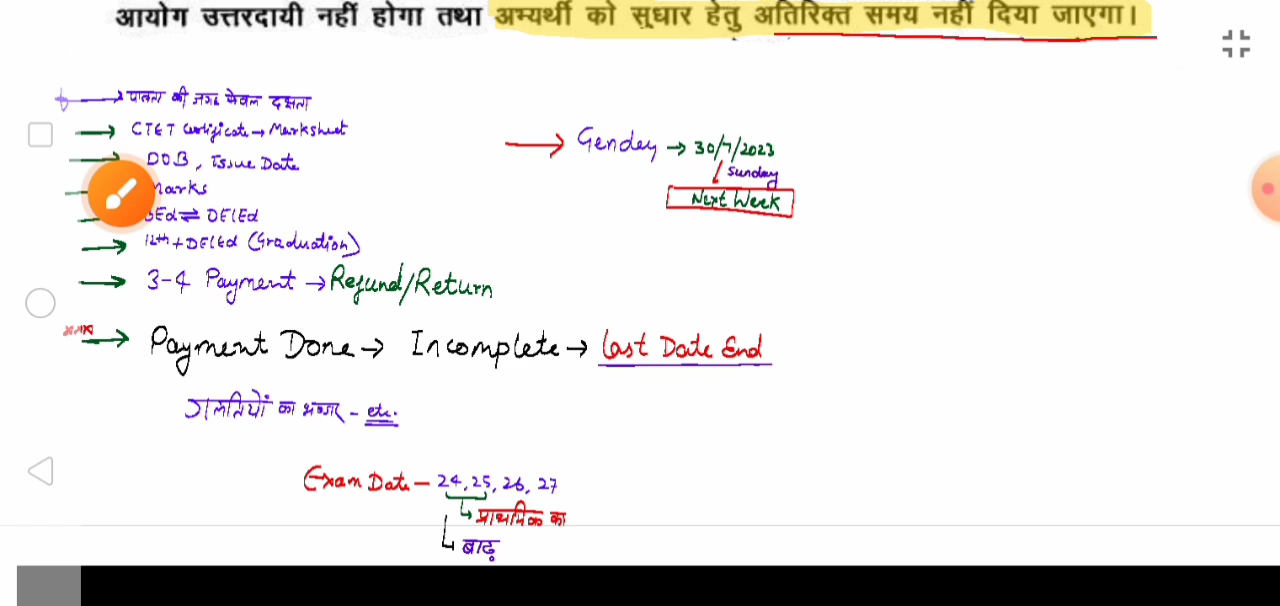 आयोग उत्तरदायी नहीं होगा तथा अभ्यर्थी को सुधार हेतु अतिरिक्त समय नहीं दिया जाएगा।
की जगह केवल दक्षता
CTET Certificate → Marksheet
DOB, Issue Date
Marks
BEd ⇌ DElEd
12th + DElEd (Graduation)
3-4 Payment → Refund/Return
Payment Done → Incomplete → Last Date End
गलतियों का - etc.
→ Gendey → 30/7/2023
Sunday
Next Week
Exam Date - 24, 25, 26, 27
प्राथमिक का
बाढ़